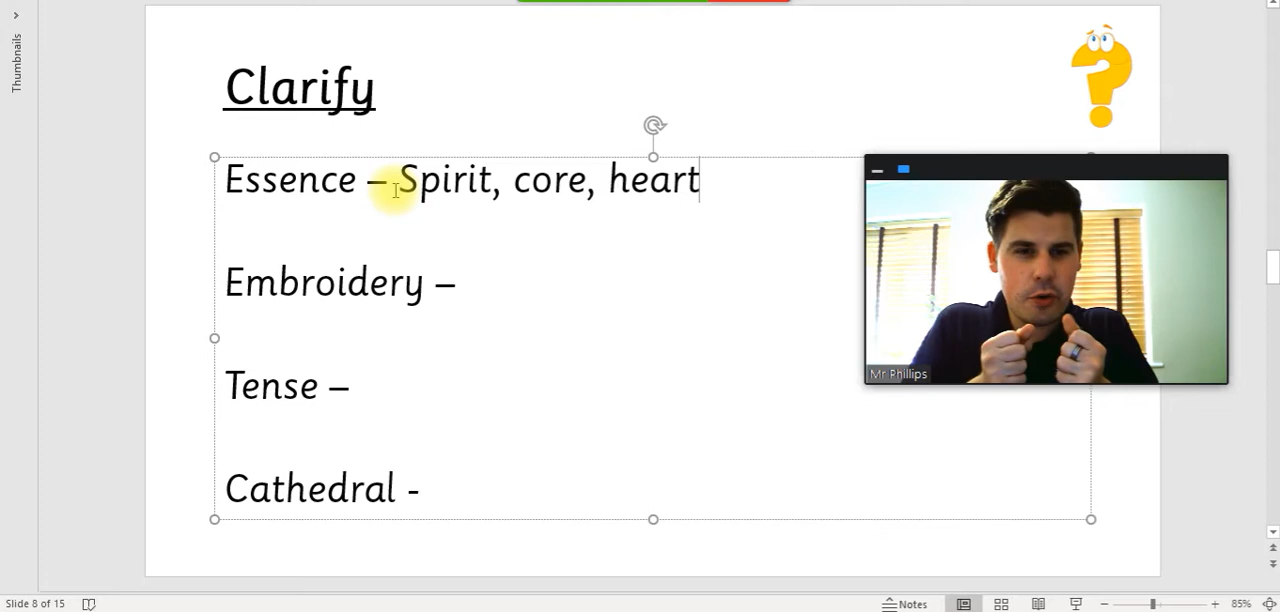 Thumbnails
Clarify
Essence – Spirit, core, heart
Embroidery –
Tense –
Cathedral -
Mr Phillips
Slide 8 of 15
Notes
85%